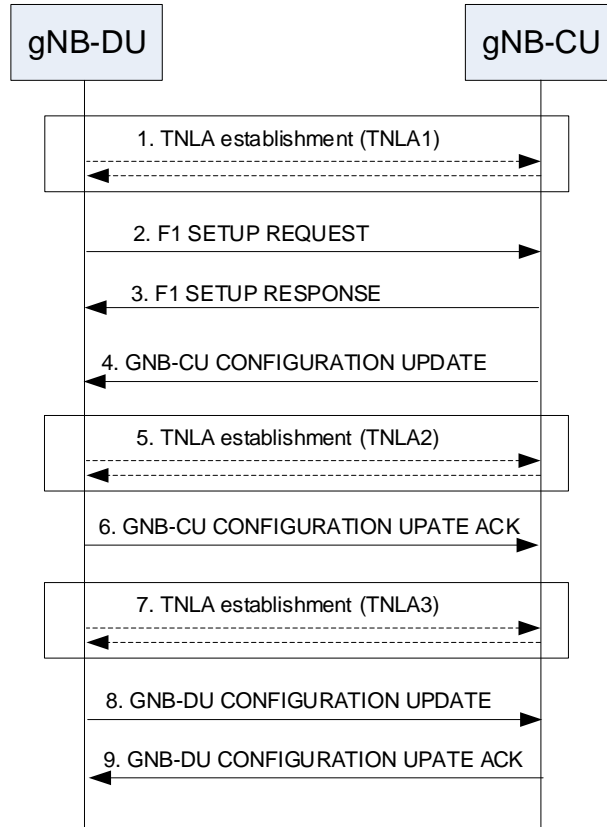 gNB-DU
gNB-CU
1. TNLA establishment (TNLA1)
2. F1 SETUP REQUEST
3. F1 SETUP RESPONSE
4. GNB-CU CONFIGURATION UPDATE
5. TNLA establishment (TNLA2)
6. GNB-CU CONFIGURATION UPATE ACK
7. TNLA establishment (TNLA3)
8. GNB-DU CONFIGURATION UPDATE
9. GNB-DU CONFIGURATION UPATE ACK